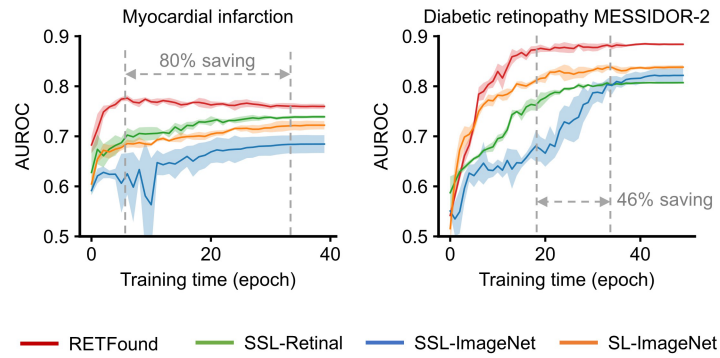 Myocardial infarction
0.9
0.8
0.7
0.6
0.5
AUROC
80% saving
0
20
40
Training time (epoch)
Diabetic retinopathy MESSIDOR-2
0.9
0.8
0.7
0.6
0.5
AUROC
46% saving
0
20
40
Training time (epoch)
RETFound
SSL-Retinal
SSL-ImageNet
SL-ImageNet